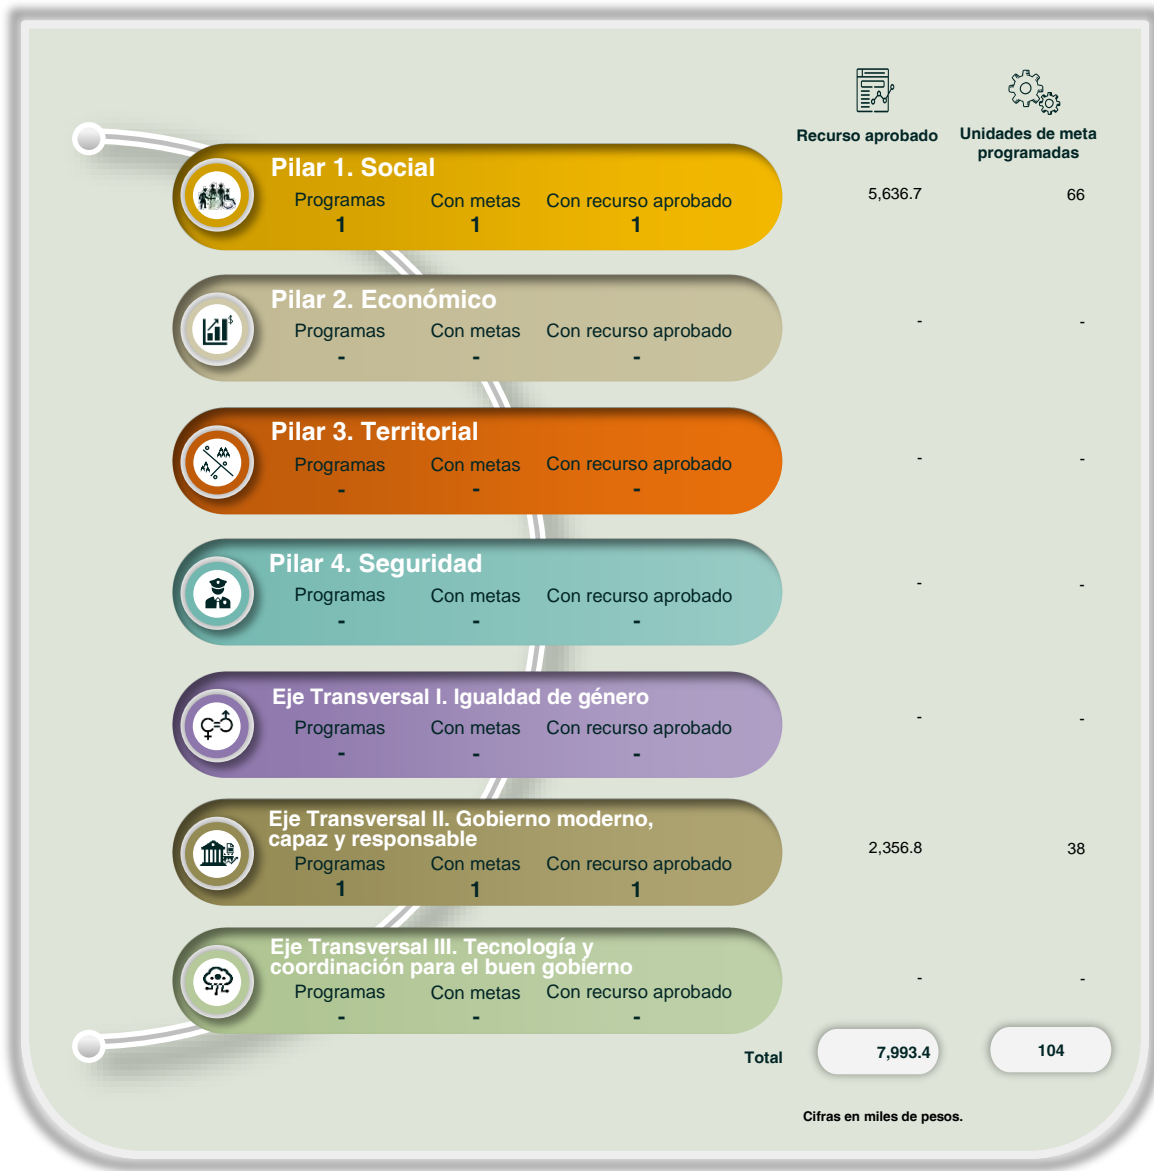 Recurso aprobado
Unidades de meta
programadas
Pilar 1. Social
Programas Con metas Con recurso aprobado
1 1 1
5,636.7 66
Pilar 2. Económico
Programas Con metas Con recurso aprobado
- - -
- -
Pilar 3. Territorial
Programas Con metas Con recurso aprobado
- - -
- -
Pilar 4. Seguridad
Programas Con metas Con recurso aprobado
- - -
- -
Eje Transversal I. Igualdad de género
Programas Con metas Con recurso aprobado
- - -
- -
Eje Transversal II. Gobierno moderno,
capaz y responsable
Programas Con metas Con recurso aprobado
1 1 1
2,356.8 38
Eje Transversal III. Tecnología y
coordinación para el buen gobierno
Programas Con metas Con recurso aprobado
- - -
- -
Total 7,993.4 104
Cifras en miles de pesos.